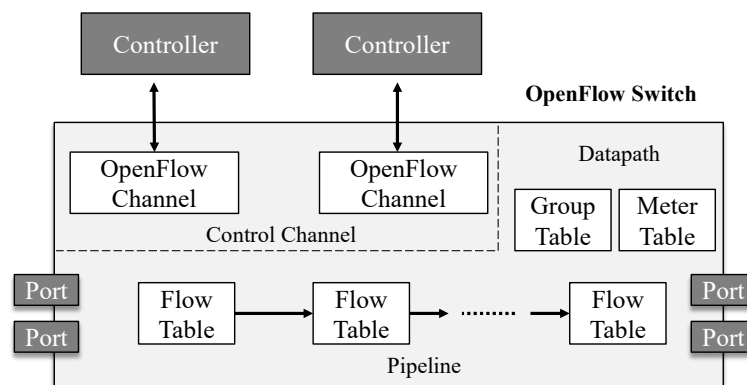 Controller
Controller
OpenFlow Switch
OpenFlow
Channel
OpenFlow
Channel
Datapath
Control Channel
Group
Table
Meter
Table
Port
Port
Flow
Table
Flow
Table
Flow
Table
Port
Port
Pipeline